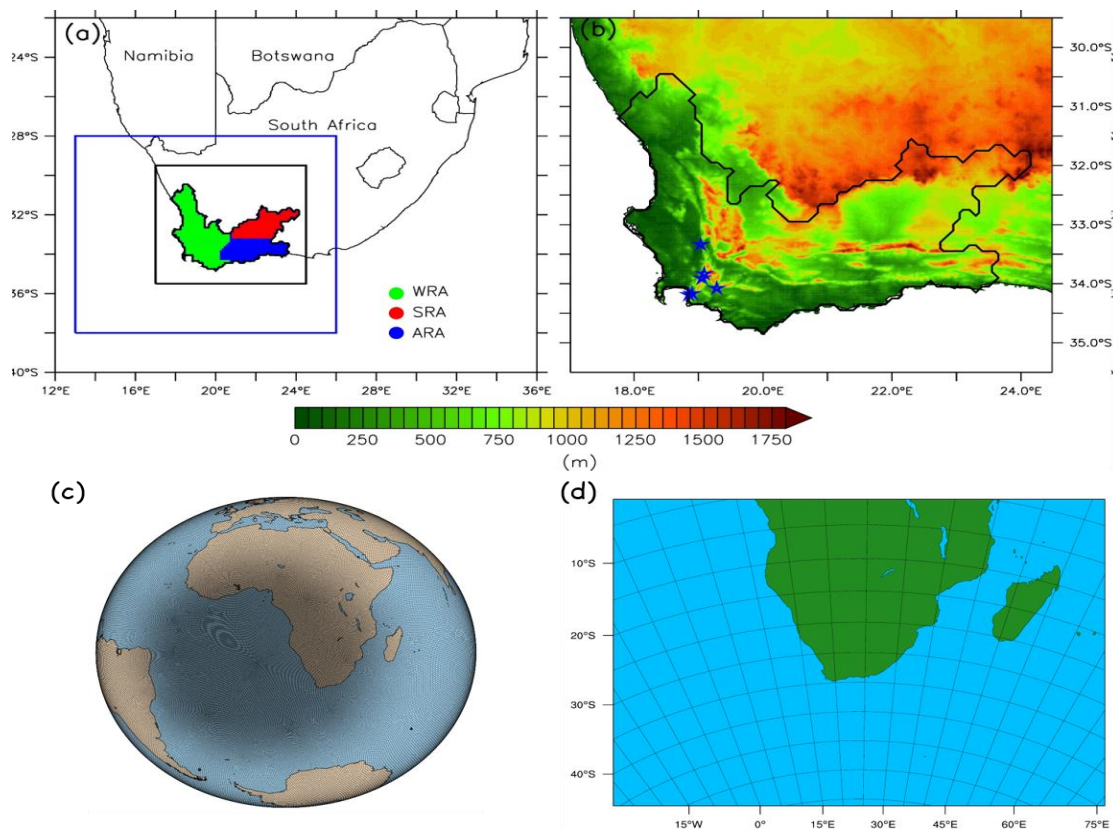 (a)
Namibia
Botswana
South Africa
24°S
28°S
32°S
36°S
40°S
12°E
16°E
20°E
24°E
28°E
32°E
36°E
WRA
SRA
ARA
(b)
30.0°S
31.0°S
32.0°S
33.0°S
34.0°S
35.0°S
18.0°E
20.0°E
22.0°E
24.0°E
0
250
500
750
1000
1250
1500
1750
(m)
(c)
(d)
10°S
20°S
30°S
40°S
15°W
0°
15°E
30°E
45°E
60°E
75°E